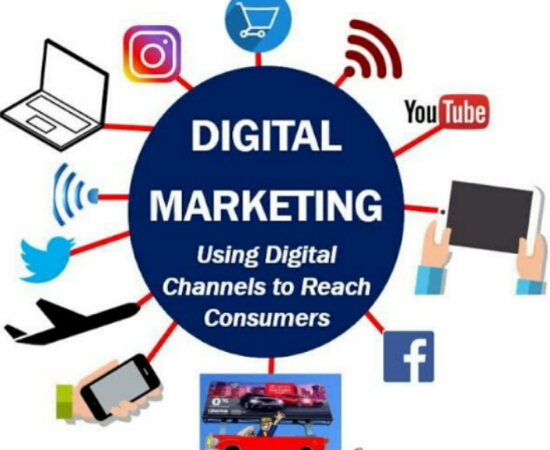 YouTube
DIGITAL
MARKETING
Using Digital
Channels to Reach
Consumers
f